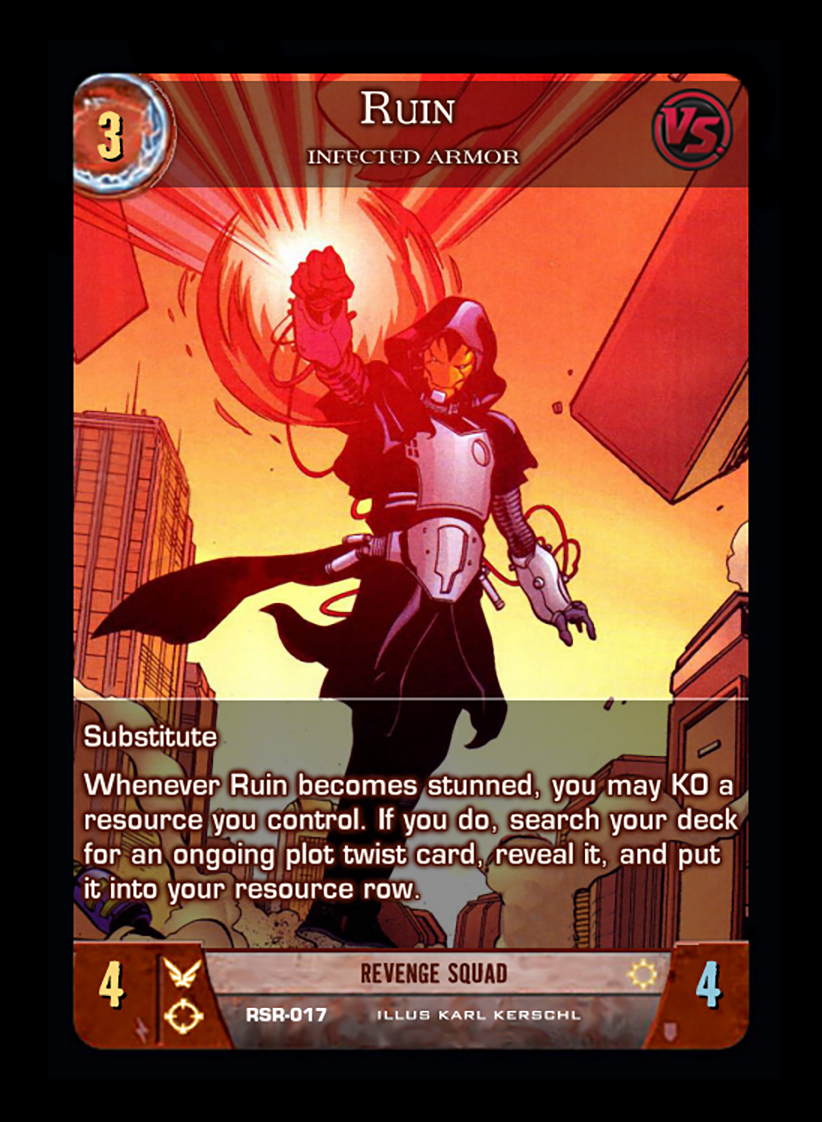 3
Ruin
VS.
INFECTED ARMOR
Substitute
Whenever Ruin becomes stunned, you may KO a
resource you control. If you do, search your deck
for an ongoing plot twist card, reveal it, and put
it into your resource row.
4
REVENGE SQUAD
4
RSR-017 ILLUS KARL KERSCHL